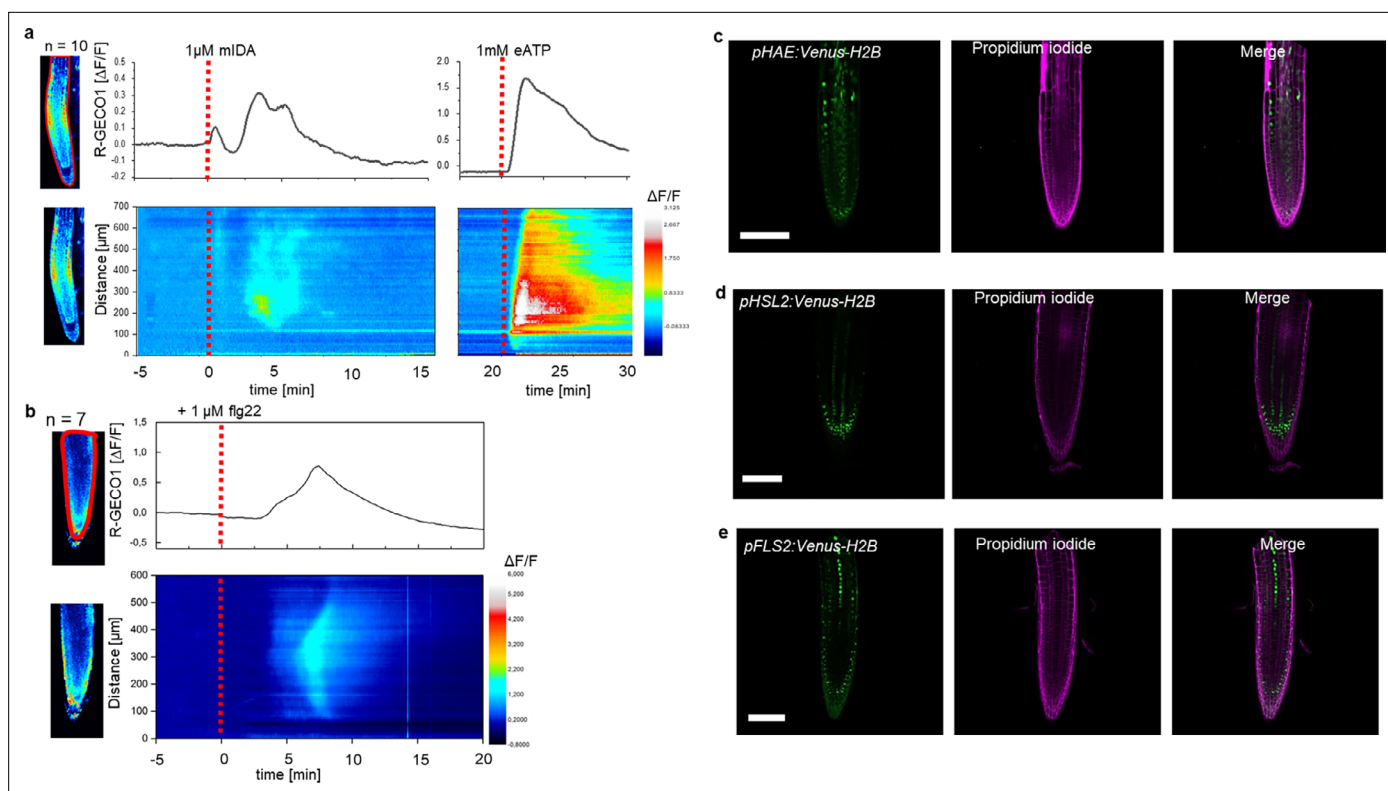 a
n = 10
1µM mIDA
1mM eATP
R-GECO1 [ΔF/F]
0.5
0.4
0.3
0.2
0.1
0.0
-0.1
-0.2
2.0
1.0
0.0
Distance [µm]
700
600
500
400
300
200
100
0
-5 0 5 10 15
time [min]
20 25 30
time [min]
ΔF/F
3.125
2.667
1.750
0.8333
-0.08333
b
n = 7
+ 1 µM flg22
R-GECO1 [ΔF/F]
1,5
1,0
0,5
0,0
-0,5
Distance [µm]
600
500
400
300
200
100
0
-5 0 5 10 15 20
time [min]
ΔF/F
6,000
5,200
4,200
3,200
2,200
1,200
0,2000
-0,8000
c
pHAE:Venus-H2B
Propidium iodide
Merge
d
pHSL2:Venus-H2B
Propidium iodide
Merge
e
pFLS2:Venus-H2B
Propidium iodide
Merge